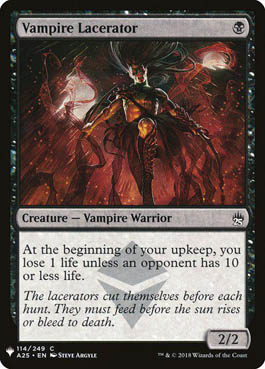 Vampire Lacerator
Creature — Vampire Warrior
At the beginning of your upkeep, you
lose 1 life unless an opponent has 10
or less life.
The lacerators cut themselves before each
hunt. They must feed before the sun rises
or bleed to death.
2/2
114/249 C
A25 • EN STEVE ARGYLE
™ & © 2018 Wizards of the Coast